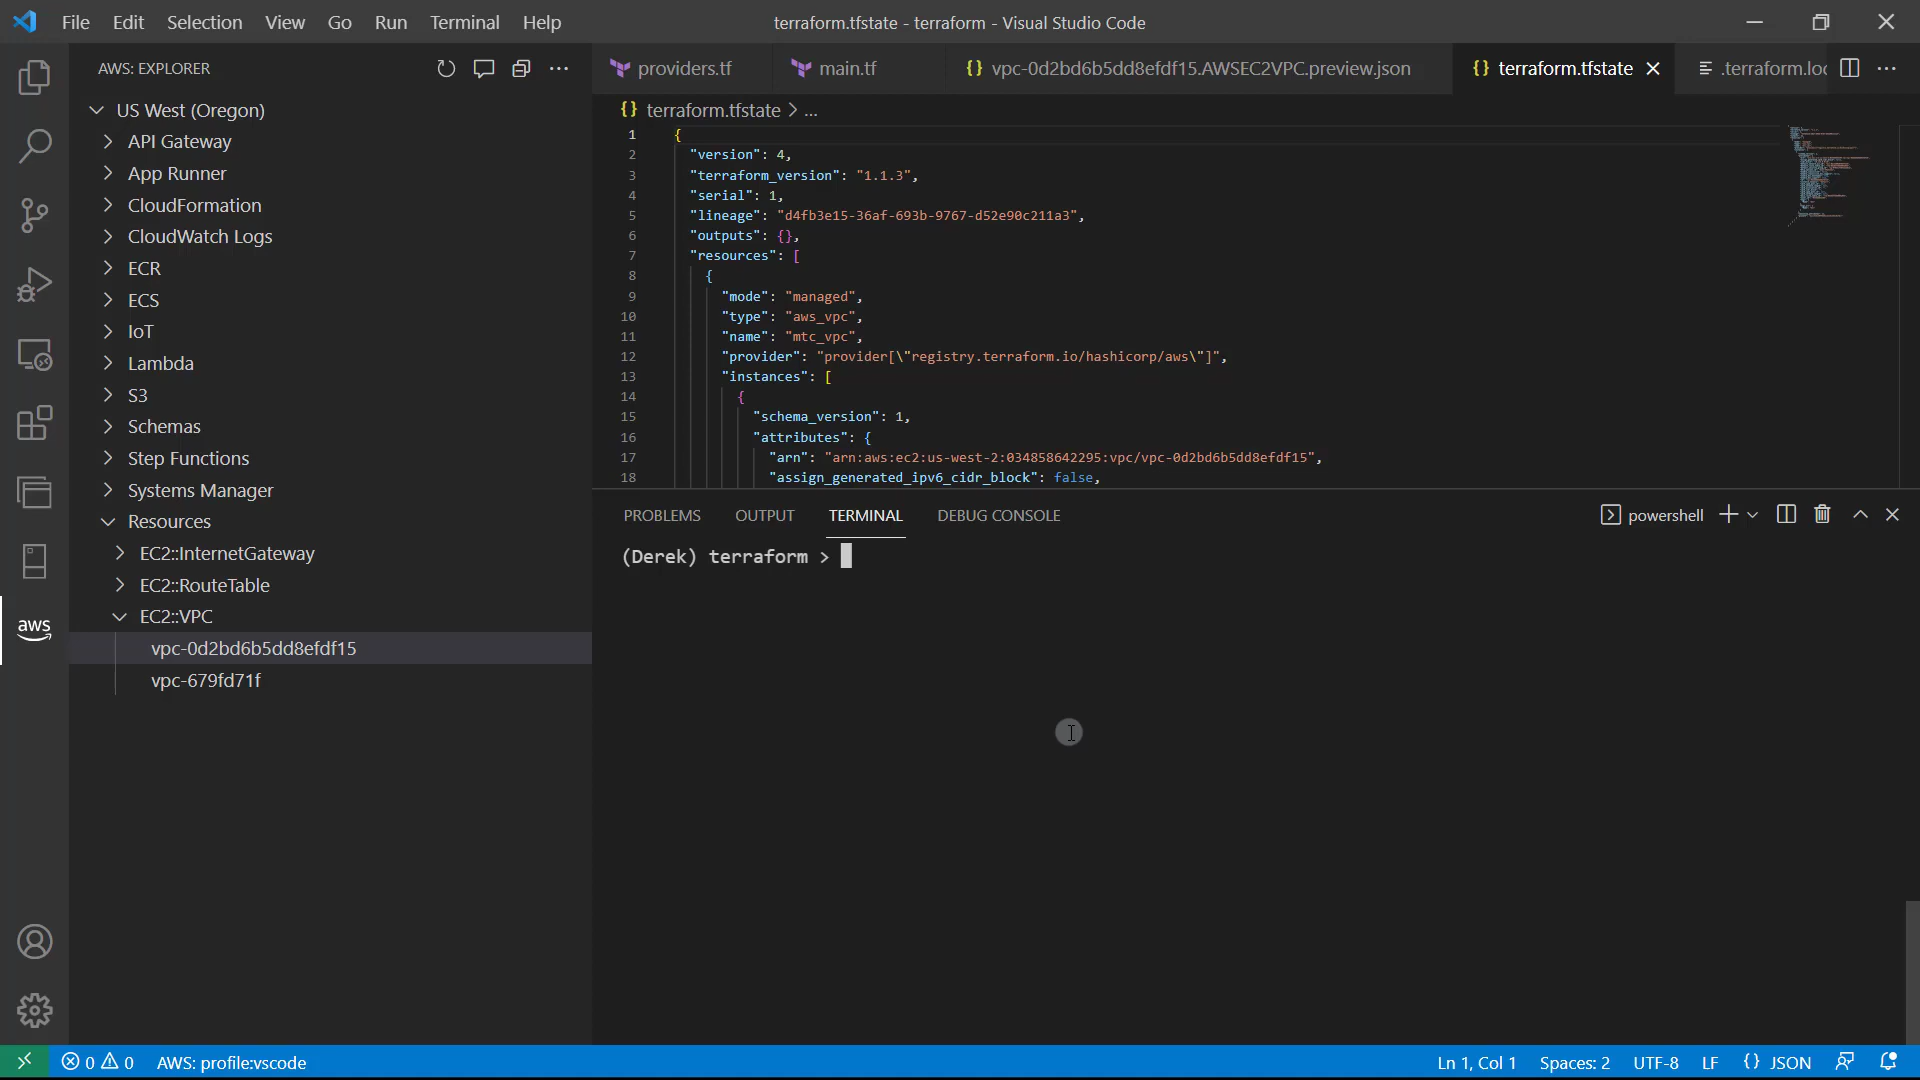 File Edit Selection View Go Run Terminal Help
terraform.tfstate - terraform - Visual Studio Code
AWS: EXPLORER
US West (Oregon)
API Gateway
App Runner
CloudFormation
CloudWatch Logs
ECR
ECS
IoT
Lambda
S3
Schemas
Step Functions
Systems Manager
Resources
EC2::InternetGateway
EC2::RouteTable
EC2::VPC
vpc-0d2bd6b5dd8efdf15
vpc-679fd71f
aws
providers.tf main.tf {} vpc-0d2bd6b5dd8efdf15.AWSEC2VPC.preview.json {} terraform.tfstate .terraform.loc
{} terraform.tfstate > ...
1 {
2 "version": 4,
3 "terraform_version": "1.1.3",
4 "serial": 1,
5 "lineage": "d4fb3e15-36af-693b-9767-d52e90c211a3",
6 "outputs": {},
7 "resources": [
8 {
9 "mode": "managed",
10 "type": "aws_vpc",
11 "name": "mtc_vpc",
12 "provider": "provider[\"registry.terraform.io/hashicorp/aws\"]",
13 "instances": [
14 {
15 "schema_version": 1,
16 "attributes": {
17 "arn": "arn:aws:ec2:us-west-2:034858642295:vpc/vpc-0d2bd6b5dd8efdf15",
18 "assign_generated_ipv6_cidr_block": false,
PROBLEMS OUTPUT TERMINAL DEBUG CONSOLE
powershell
(Derek) terraform >
0 0 AWS: profile:vscode
Ln 1, Col 1 Spaces: 2 UTF-8 LF {} JSON